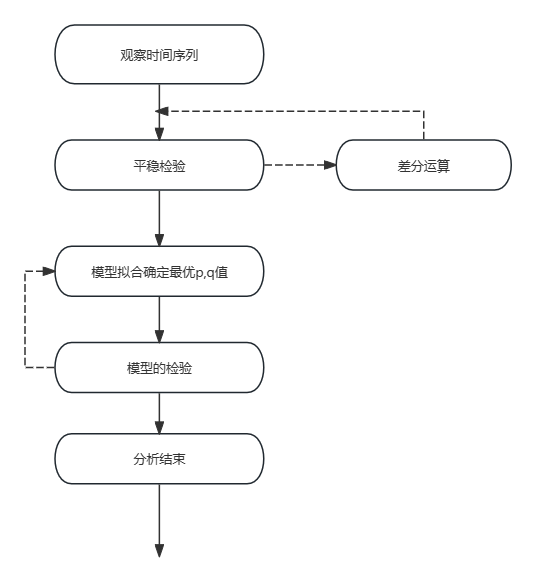 观察时间序列
平稳检验
差分运算
模型拟合确定最优p,q值
模型的检验
分析结束